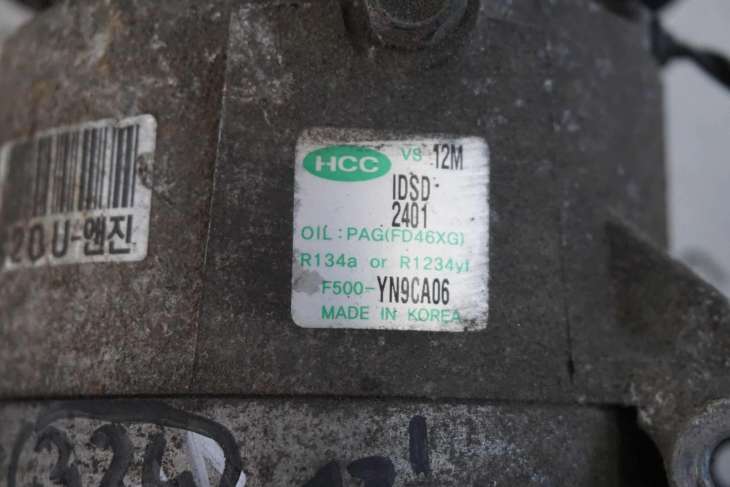 HCC VS 12M
IDSD-
2401
OIL : PAG(FD46XG)
R134a or R1234yf
F500-YN9CA06
MADE IN KOREA
20U-엔진
324